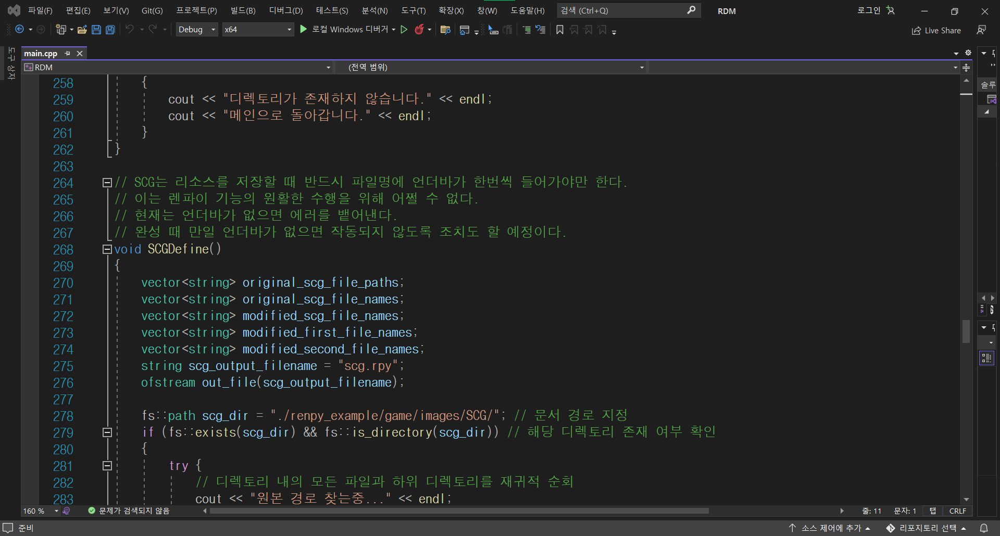 파일(F) 편집(E) 보기(V) Git(G) 프로젝트(P) 빌드(B) 디버그(D) 테스트(S) 분석(N) 도구(T) 확장(X) 창(W) 도움말(H) 검색 (Ctrl+Q) RDM 로그인
Debug x64 로컬 Windows 디버거 Live Share
도구 상자
main.cpp
RDM (전역 범위)
솔루
258 {
259 cout << "디렉토리가 존재하지 않습니다." << endl;
260 cout << "메인으로 돌아갑니다." << endl;
261 }
262 }
263
264 // SCG는 리소스를 저장할 때 반드시 파일명에 언더바가 한번씩 들어가야만 한다.
265 // 이는 렌파이 기능의 원활한 수행을 위해 어쩔 수 없다.
266 // 현재는 언더바가 없으면 에러를 뱉어낸다.
267 // 완성 때 만일 언더바가 없으면 작동되지 않도록 조치도 할 예정이다.
268 void SCGDefine()
269 {
270 vector<string> original_scg_file_paths;
271 vector<string> original_scg_file_names;
272 vector<string> modified_scg_file_names;
273 vector<string> modified_first_file_names;
274 vector<string> modified_second_file_names;
275 string scg_output_filename = "scg.rpy";
276 ofstream out_file(scg_output_filename);
277
278 fs::path scg_dir = "./renpy_example/game/images/SCG/"; // 문서 경로 지정
279 if (fs::exists(scg_dir) && fs::is_directory(scg_dir)) // 해당 디렉토리 존재 여부 확인
280 {
281 try {
282 // 디렉토리 내의 모든 파일과 하위 디렉토리를 재귀적 순회
283 cout << "원본 경로 찾는중..." << endl;
160 % 문제가 검색되지 않음 줄: 11 문자: 1 탭 CRLF
준비 소스 제어에 추가 리포지토리 선택